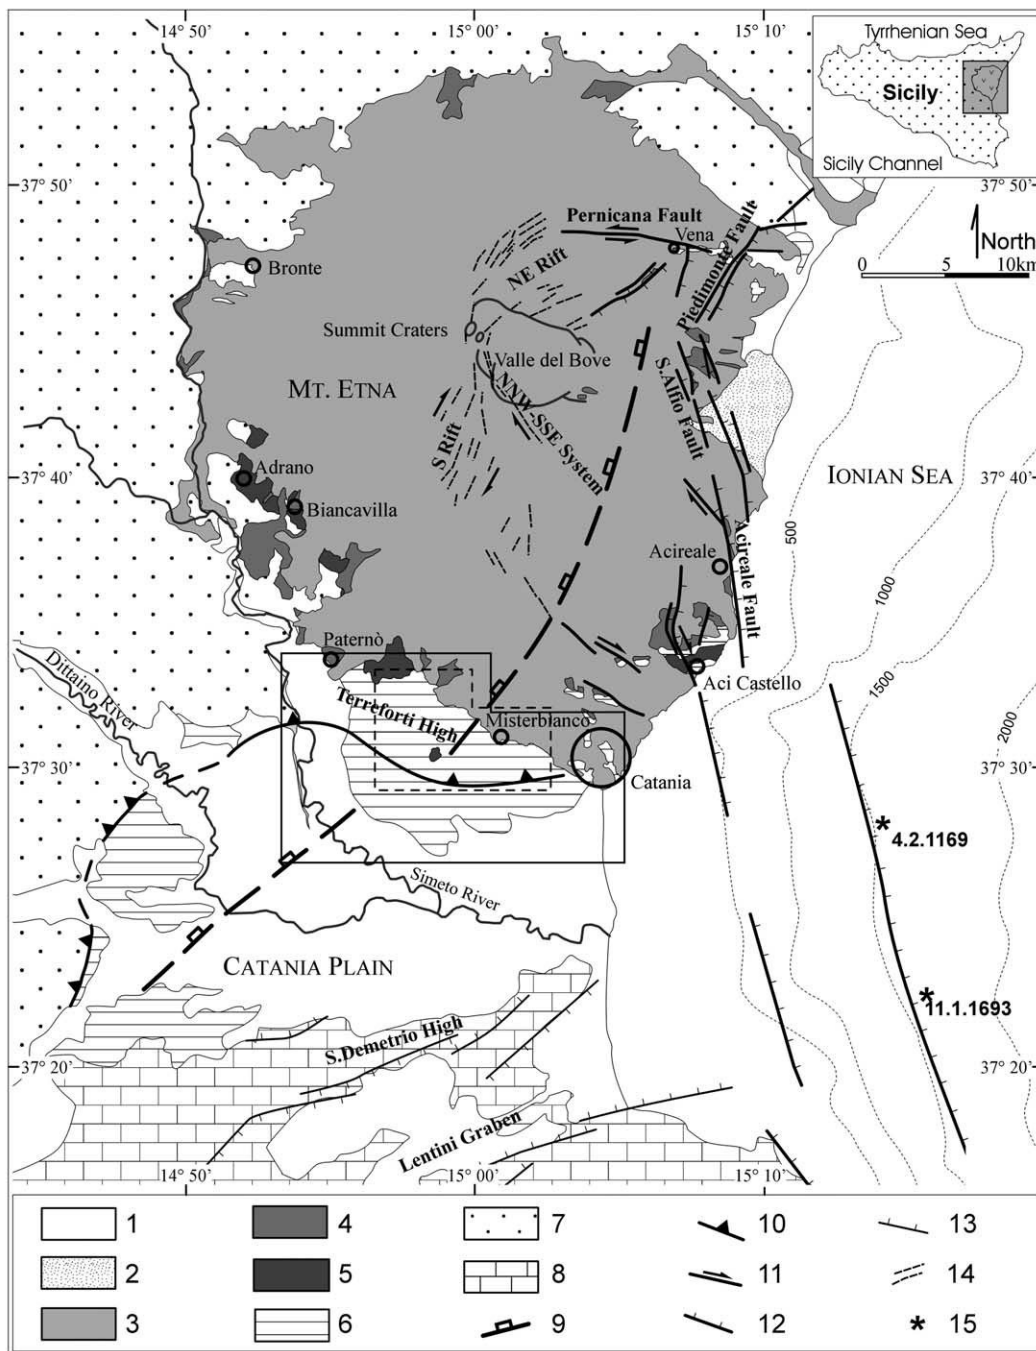 14° 50'
15° 00'
15° 10'
Tyrrhenian Sea
Sicily
Sicily Channel
37° 50'
37° 50'
North
0 5 10km
Pernicana Fault
Vena
Piedimonte Fault
Bronte
NE Rift
Summit Craters
Valle del Bove
MT. ETNA
NNW-SSE System
S Rift
S.Alfio Fault
IONIAN SEA
37° 40'
37° 40'
Adrano
Biancavilla
500
1000
1500
2000
Acireale
Acireale Fault
Paternò
Aci Castello
Dittaino River
Terreforti High
Misterbianco
Catania
37° 30'
37° 30'
4.2.1169
Simeto River
CATANIA PLAIN
11.1.1693
S.Demetrio High
37° 20'
37° 20'
Lentini Graben
14° 50'
15° 00'
15° 10'
1 4 7 10 13
2 5 8 11 14
3 6 9 12 15